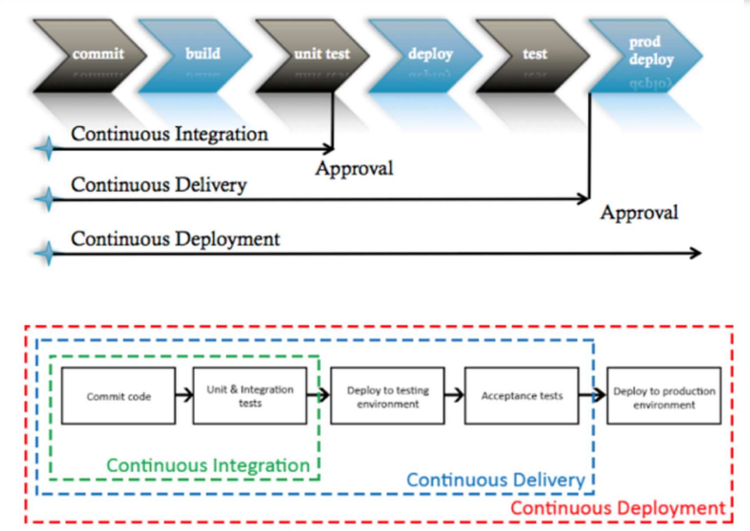 commit
build
unit test
deploy
test
prod
deploy
Continuous Integration
Approval
Continuous Delivery
Approval
Continuous Deployment
Commit code
Unit & Integration
tests
Deploy to testing
environment
Acceptance tests
Deploy to production
environment
Continuous Integration
Continuous Delivery
Continuous Deployment